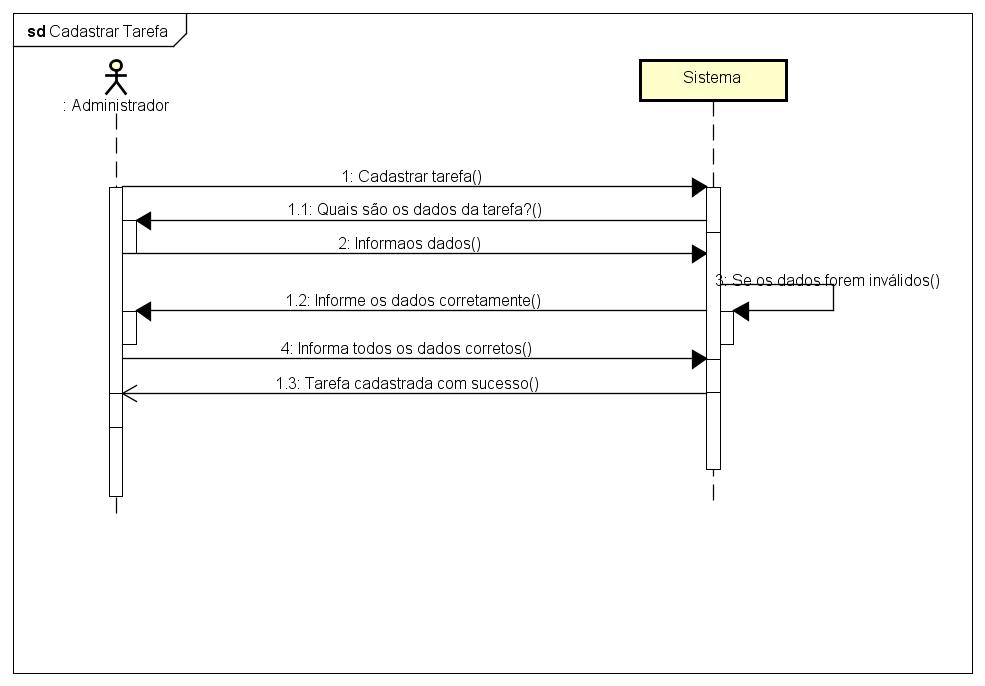 sd Cadastrar Tarefa
: Administrador
Sistema
1: Cadastrar tarefa()
1.1: Quais são os dados da tarefa?()
2: Informaos dados()
3: Se os dados forem inválidos()
1.2: Informe os dados corretamente()
4: Informa todos os dados corretos()
1.3: Tarefa cadastrada com sucesso()